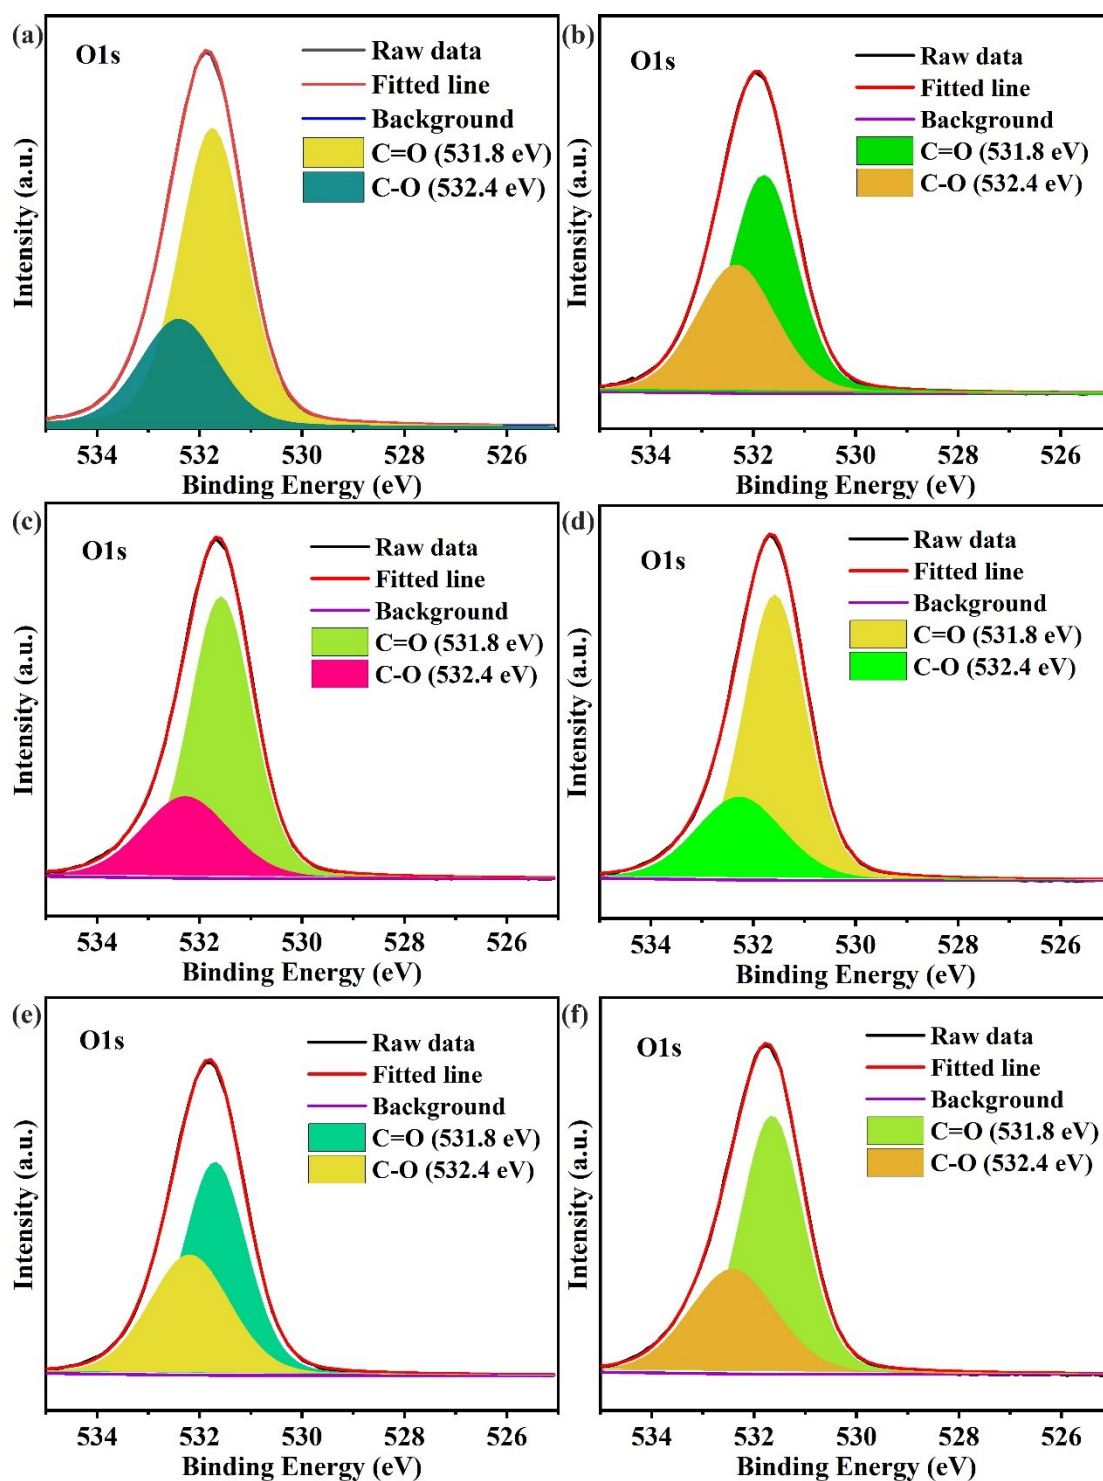 (a)
O1s
Raw data
Fitted line
Background
C=O (531.8 eV)
C-O (532.4 eV)
Intensity (a.u.)
534 532 530 528 526
Binding Energy (eV)
(b)
O1s
Raw data
Fitted line
Background
C=O (531.8 eV)
C-O (532.4 eV)
Intensity (a.u.)
534 532 530 528 526
Binding Energy (eV)
(c)
O1s
Raw data
Fitted line
Background
C=O (531.8 eV)
C-O (532.4 eV)
Intensity (a.u.)
534 532 530 528 526
Binding Energy (eV)
(d)
O1s
Raw data
Fitted line
Background
C=O (531.8 eV)
C-O (532.4 eV)
Intensity (a.u.)
534 532 530 528 526
Binding Energy (eV)
(e)
O1s
Raw data
Fitted line
Background
C=O (531.8 eV)
C-O (532.4 eV)
Intensity (a.u.)
534 532 530 528 526
Binding Energy (eV)
(f)
O1s
Raw data
Fitted line
Background
C=O (531.8 eV)
C-O (532.4 eV)
Intensity (a.u.)
534 532 530 528 526
Binding Energy (eV)